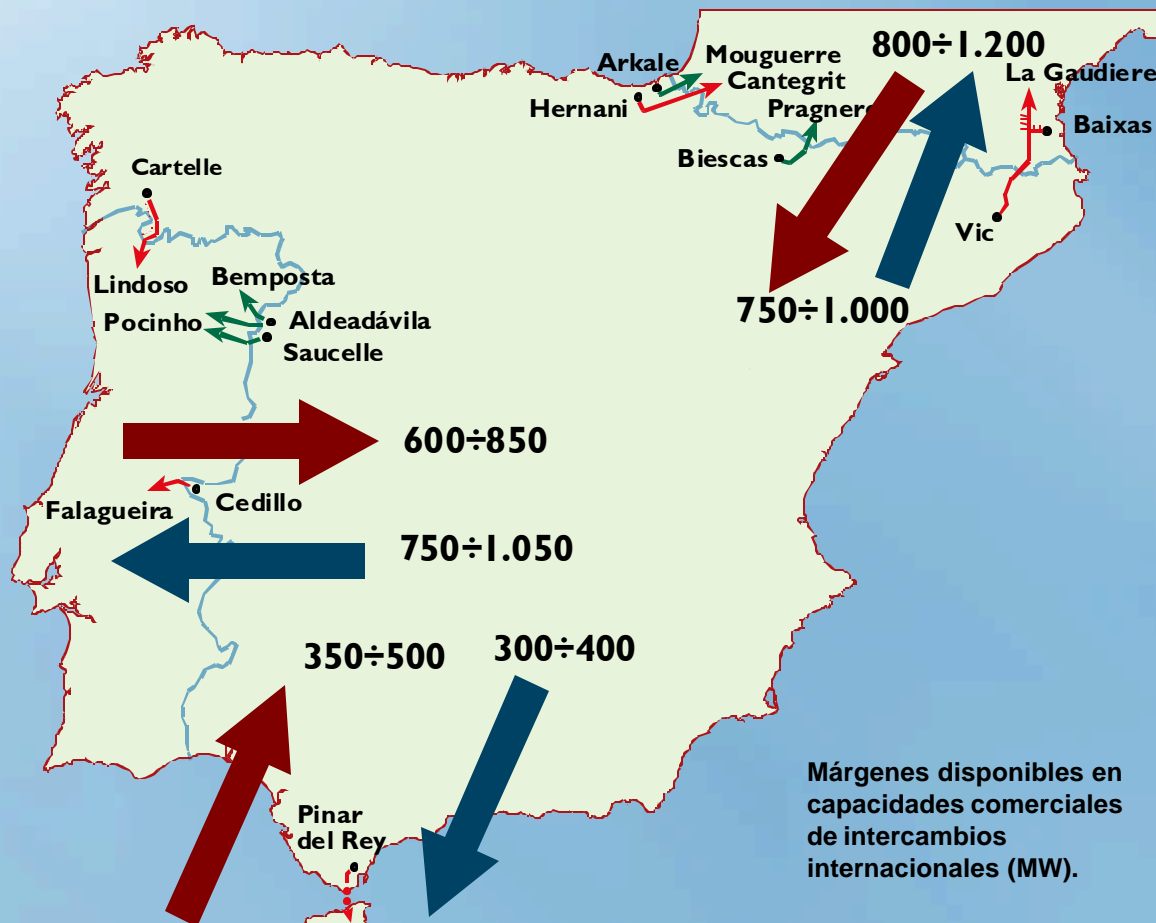 800÷1.200
Arkale
Mouguerre
Cantegrit
La Gaudiere
Hernani
Pragnere
Baixas
Biescas
Cartelle
Vic
Lindoso
Bemposta
750÷1.000
Pocinho
Aldeadávila
Saucelle
600÷850
Falagueira
Cedillo
750÷1.050
350÷500
300÷400
Pinar
del Rey
Márgenes disponibles en
capacidades comerciales
de intercambios
internacionales (MW).